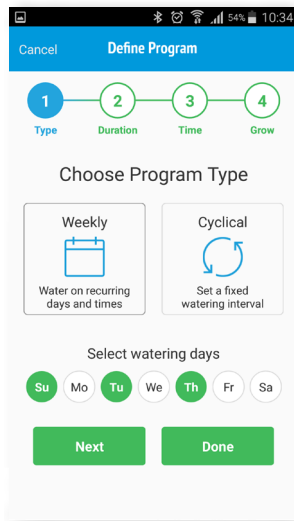 54% 10:34
Cancel Define Program
1 2 3 4
Type Duration Time Grow
Choose Program Type
Weekly Cyclical
Water on recurring Set a fixed
days and times watering interval
Select watering days
Su Mo Tu We Th Fr Sa
Next Done